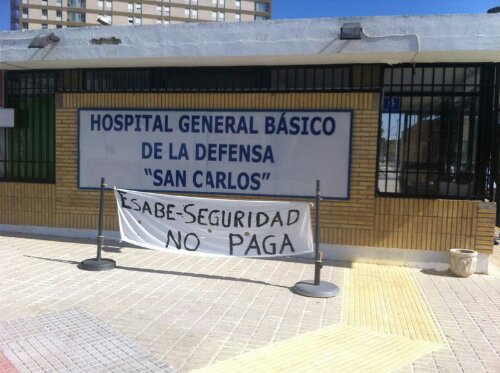 HOSPITAL GENERAL BÁSICO
DE LA DEFENSA
“SAN CARLOS”
ESABE-SEGURIDAD
NO PAGA